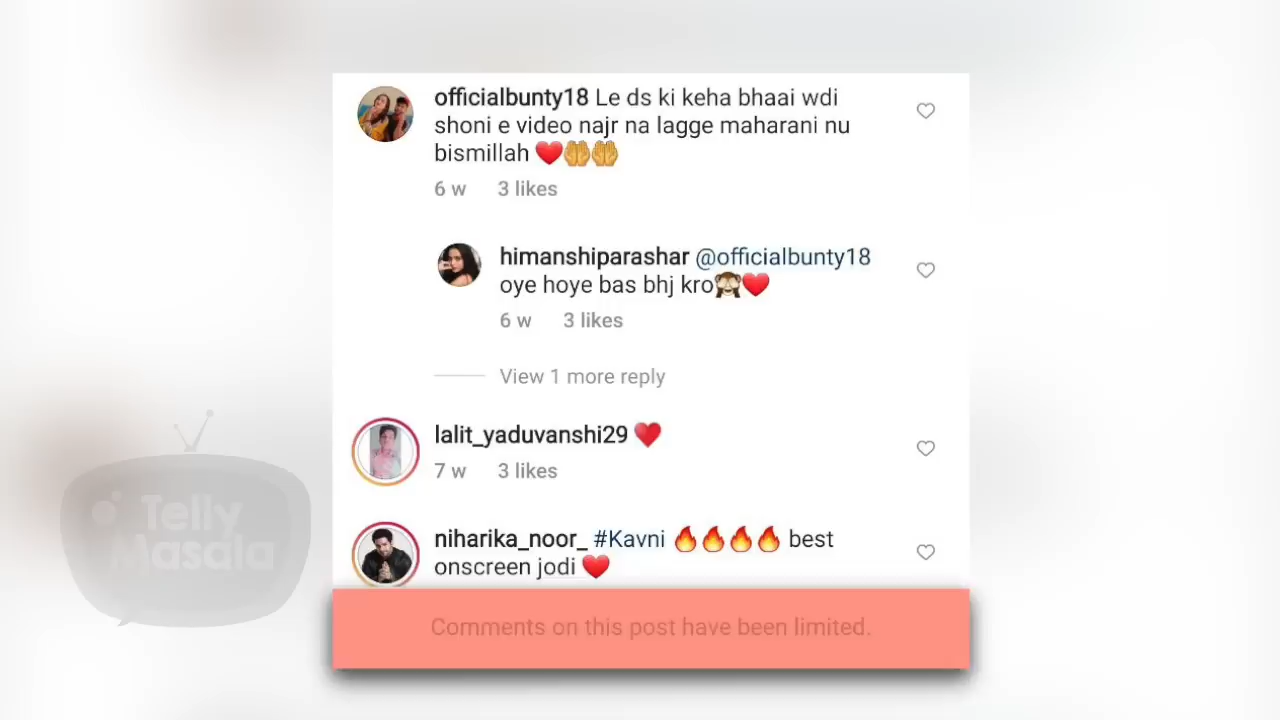 officialbunty18 Le ds ki keha bhaai wdi
shoni e video najr na lagge maharani nu
bismillah ❤️🤲🤲
6 w 3 likes
himanshiparashar @officialbunty18
oye hoye bas bhj kro🙈❤️
6 w 3 likes
View 1 more reply
lalit_yaduvanshi29 ♥️
7 w 3 likes
niharika_noor_ #Kavni 🔥🔥🔥🔥 best
onscreen jodi ❤️
Comments on this post have been limited.
Telly
Masala